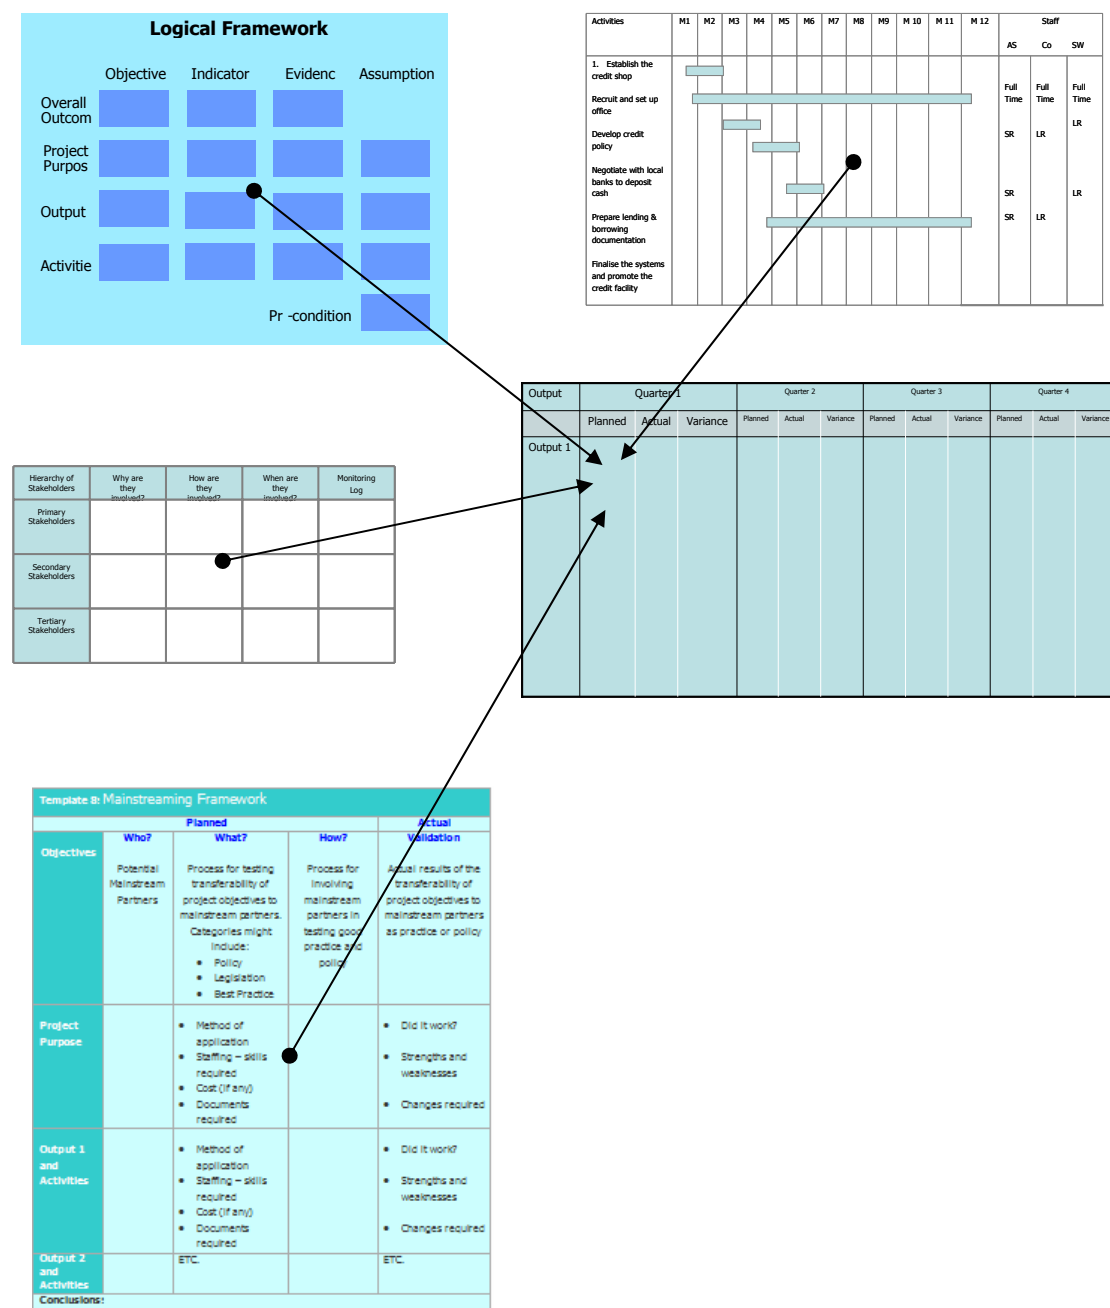 Logical Framework
Objective Indicator Evidenc Assumption
Overall
Outcom
Project
Purpos
Output
Activitie
Pr -condition
Activities M1 M2 M3 M4 M5 M6 M7 M8 M9 M 10 M 11 M 12 Staff
AS Co SW
1. Establish the
credit shop
Full Full Full
Time Time Time
Recruit and set up
office
LR
Develop credit
policy
SR LR
Negotiate with local
banks to deposit
cash
SR LR
Prepare lending &
borrowing
documentation
SR LR
Finalise the systems
and promote the
credit facility
Output Quarter 1 Quarter 2 Quarter 3 Quarter 4
Planned Actual Variance Planned Actual Variance Planned Actual Variance Planned Actual Variance
Output 1
Hierarchy of Why are How are When are Monitoring
Stakeholders they they they Log
involved? involved? involved?
Primary
Stakeholders
Secondary
Stakeholders
Tertiary
Stakeholders
Template 8: Mainstreaming Framework
Planned Actual
Objectives
Who? What? How? Validation
Potential
Mainstream
Partners
Process for testing
transferability of
project objectives to
mainstream partners.
Categories might
include:
• Policy
• Legislation
• Best Practice
Process for
involving
mainstream
partners in
testing good
practice and
policy
Actual results of the
transferability of
project objectives to
mainstream partners
as practice or policy
Project
Purpose
• Method of
application
• Staffing – skills
required
• Cost (if any)
• Documents
required
• Did it work?
• Strengths and
weaknesses
• Changes required
Output 1
and
Activities
• Method of
application
• Staffing – skills
required
• Cost (if any)
• Documents
required
• Did it work?
• Strengths and
weaknesses
• Changes required
Output 2
and
Activities
ETC. ETC.
Conclusions: